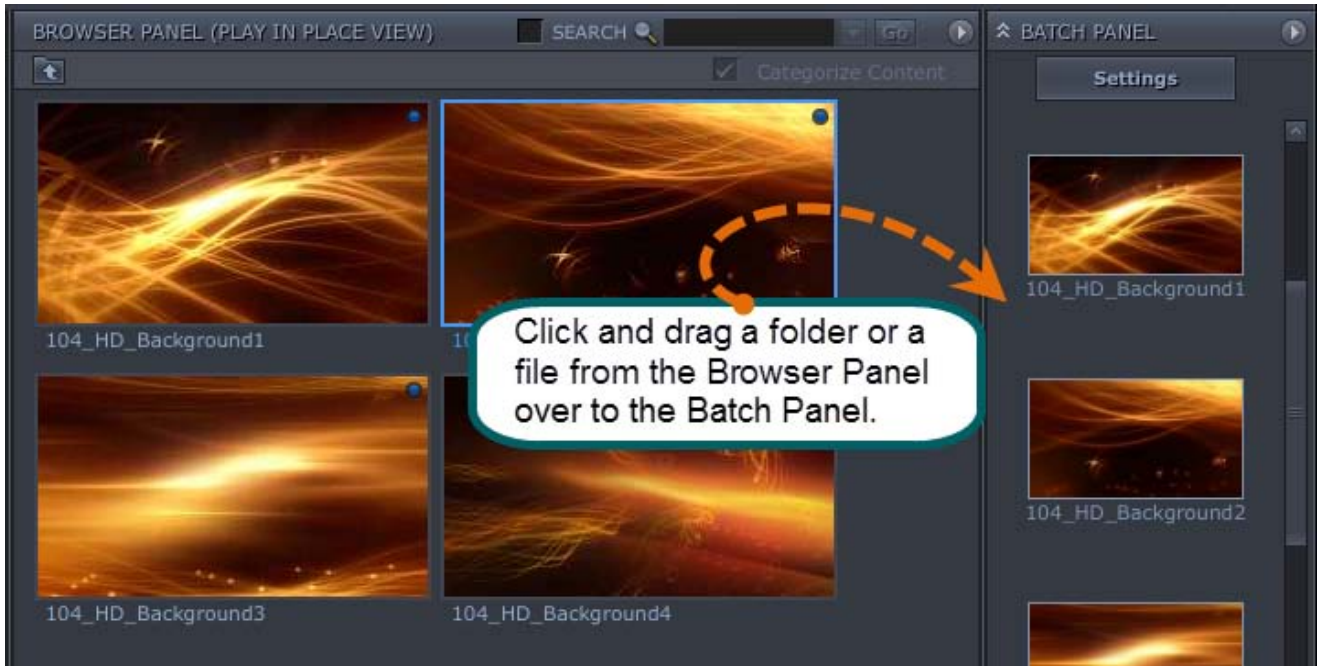 BROWSER PANEL (PLAY IN PLACE VIEW)
SEARCH
Go
BATCH PANEL
Categorize Content
Settings
104_HD_Background1
10
Click and drag a folder or a
file from the Browser Panel
over to the Batch Panel.
104_HD_Background3
104_HD_Background4
104_HD_Background1
104_HD_Background2